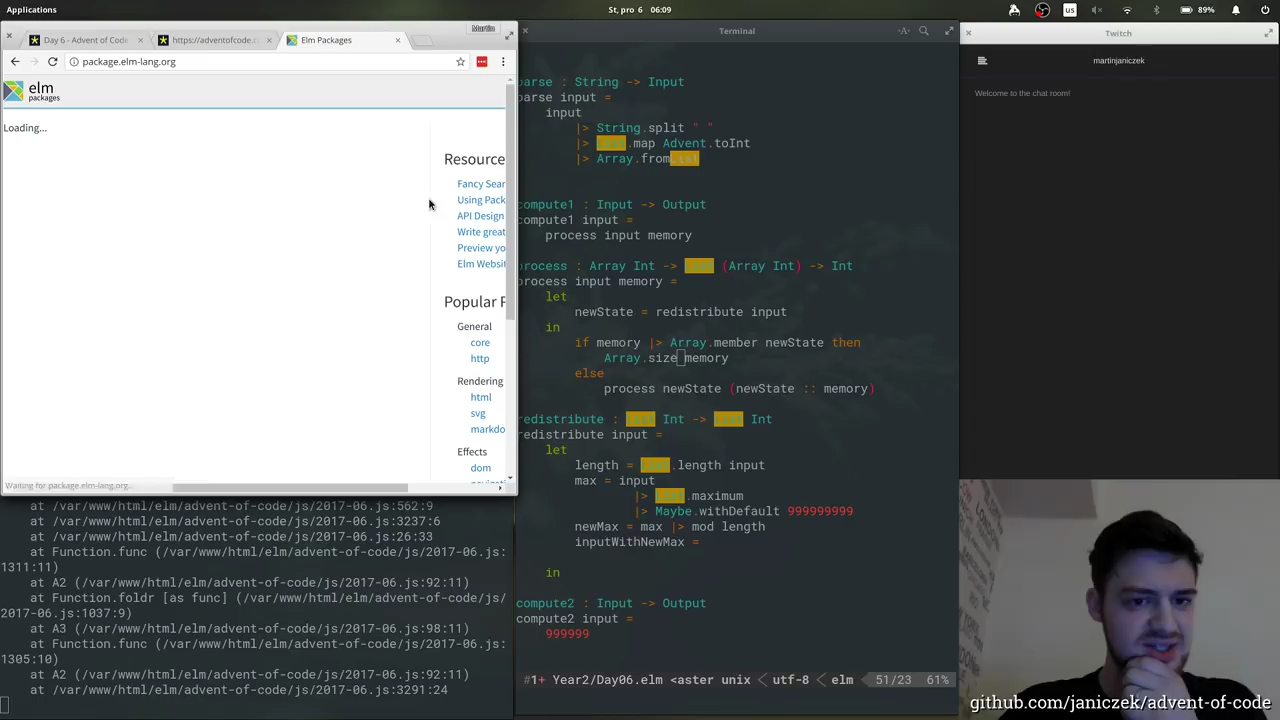 Applications
St, pro 6 06:09
us
89%
Martin
Day 6 - Advent of Code
https://adventofcode.c
Elm Packages
package.elm-lang.org
elm
packages
Loading...
Resource
Fancy Sear
Using Pack
API Design
Write great
Preview yo
Elm Websit
Popular P
General
core
http
Rendering
html
svg
markdo
Effects
dom
Waiting for package.elm-lang.org...
at /var/www/html/elm/advent-of-code/js/2017-06.js:562:9
at /var/www/html/elm/advent-of-code/js/2017-06.js:3237:6
at /var/www/html/elm/advent-of-code/js/2017-06.js:26:33
at Function.func (/var/www/html/elm/advent-of-code/js/2017-06.js:
1311:11)
at A2 (/var/www/html/elm/advent-of-code/js/2017-06.js:92:11)
at Function.foldr [as func] (/var/www/html/elm/advent-of-code/js/
2017-06.js:1037:9)
at A3 (/var/www/html/elm/advent-of-code/js/2017-06.js:98:11)
at Function.func (/var/www/html/elm/advent-of-code/js/2017-06.js:
1305:10)
at A2 (/var/www/html/elm/advent-of-code/js/2017-06.js:92:11)
at /var/www/html/elm/advent-of-code/js/2017-06.js:3291:24
Terminal
-A-
parse : String -> Input
parse input =
input
|> String.split " "
|> List.map Advent.toInt
|> Array.fromList
compute1 : Input -> Output
compute1 input =
process input memory
process : Array Int -> List (Array Int) -> Int
process input memory =
let
newState = redistribute input
in
if memory |> Array.member newState then
Array.size memory
else
process newState (newState :: memory)
redistribute : List Int -> List Int
redistribute input =
let
length = List.length input
max = input
|> List.maximum
|> Maybe.withDefault 999999999
newMax = max |> mod length
inputWithNewMax =
in
compute2 : Input -> Output
compute2 input =
999999
#1+ Year2/Day06.elm <aster unix < utf-8 < elm 51/23 61%
Twitch
martinjaniczek
Welcome to the chat room!
github.com/janiczek/advent-of-code